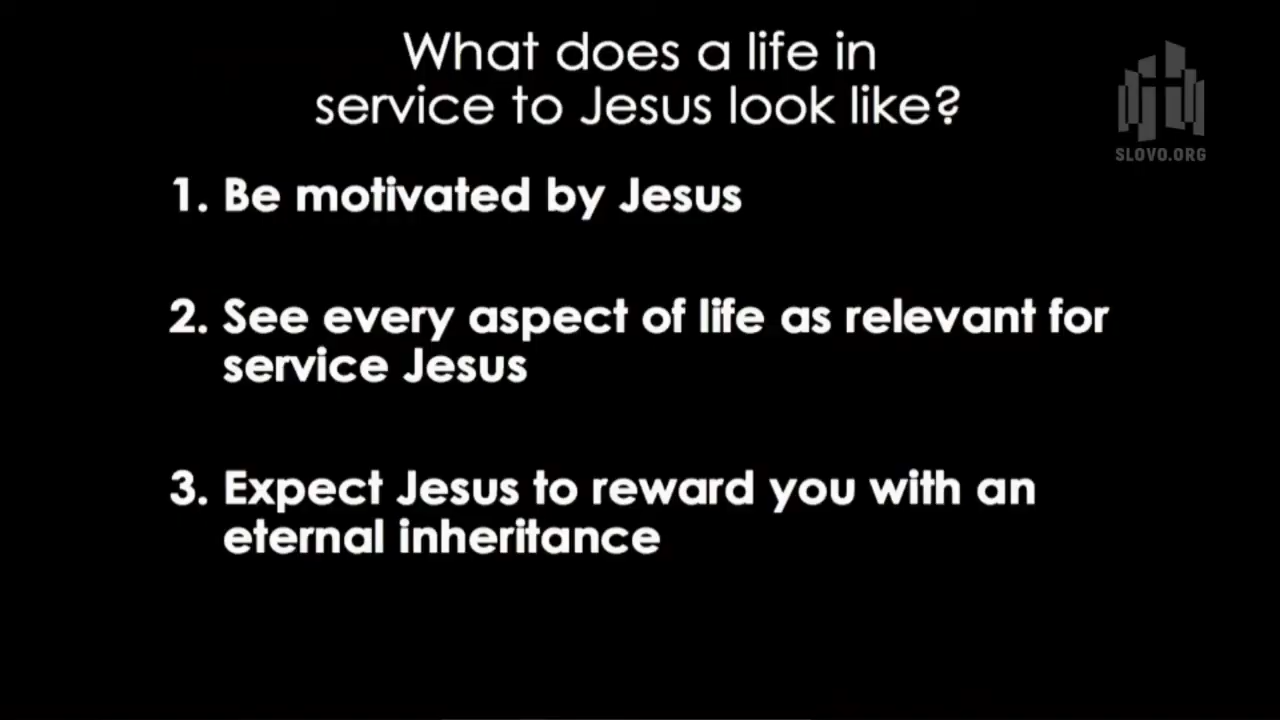 What does a life in
service to Jesus look like?
SLOVO.ORG
1. Be motivated by Jesus
2. See every aspect of life as relevant for
service Jesus
3. Expect Jesus to reward you with an
eternal inheritance